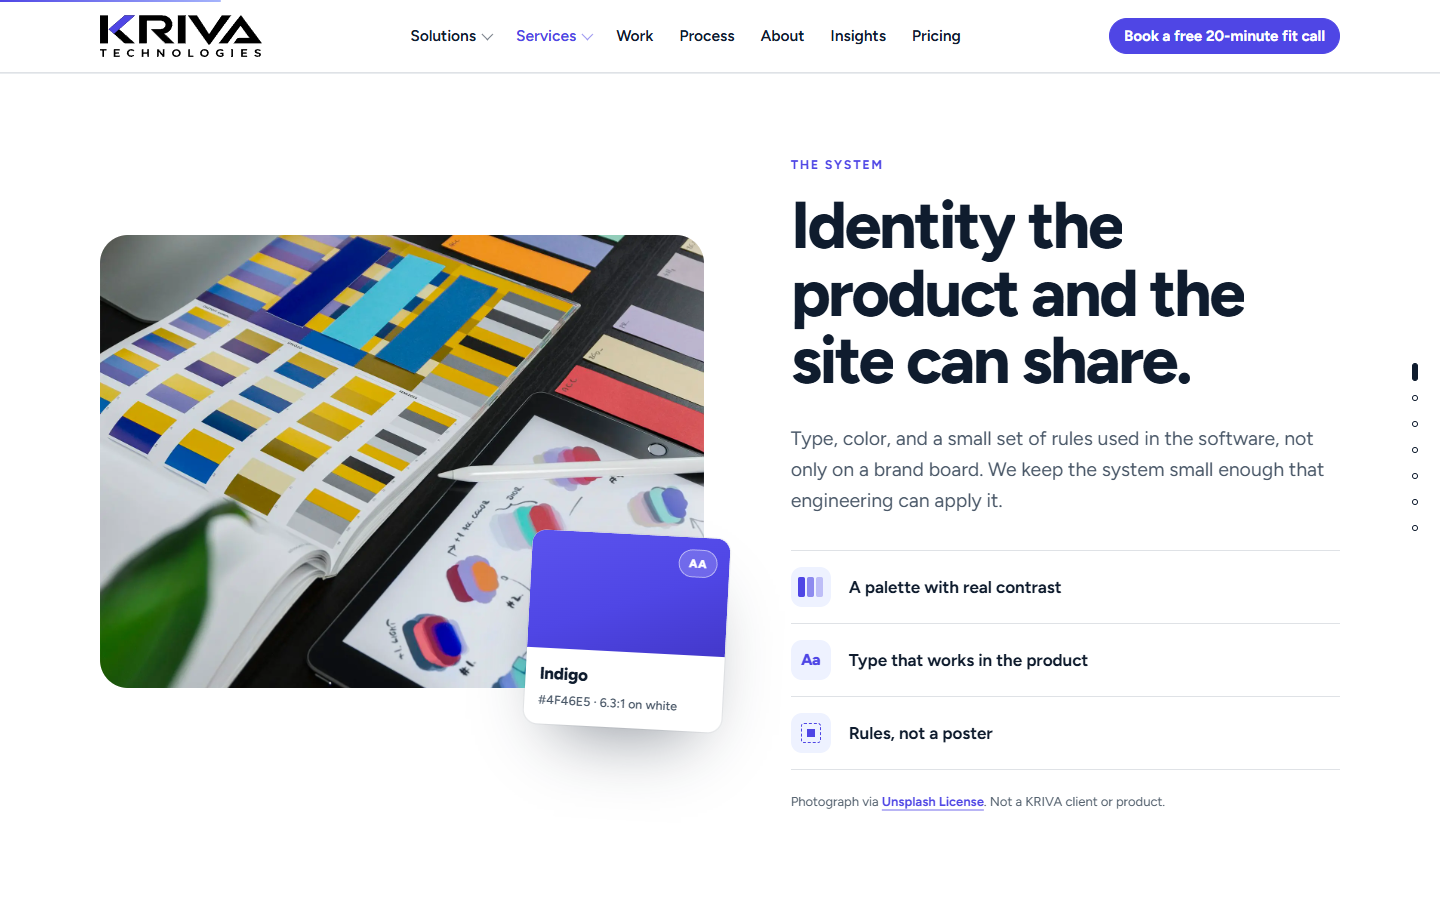 KRIVA
TECHNOLOGIES
Solutions
Services
Work
Process
About
Insights
Pricing
Book a free 20-minute fit call
THE SYSTEM
Identity the
product and the
site can share.
Type, color, and a small set of rules used in the software, not
only on a brand board. We keep the system small enough that
engineering can apply it.
AA
Indigo
#4F46E5 · 6.3:1 on white
A palette with real contrast
Aa
Type that works in the product
Rules, not a poster
Photograph via Unsplash License. Not a KRIVA client or product.